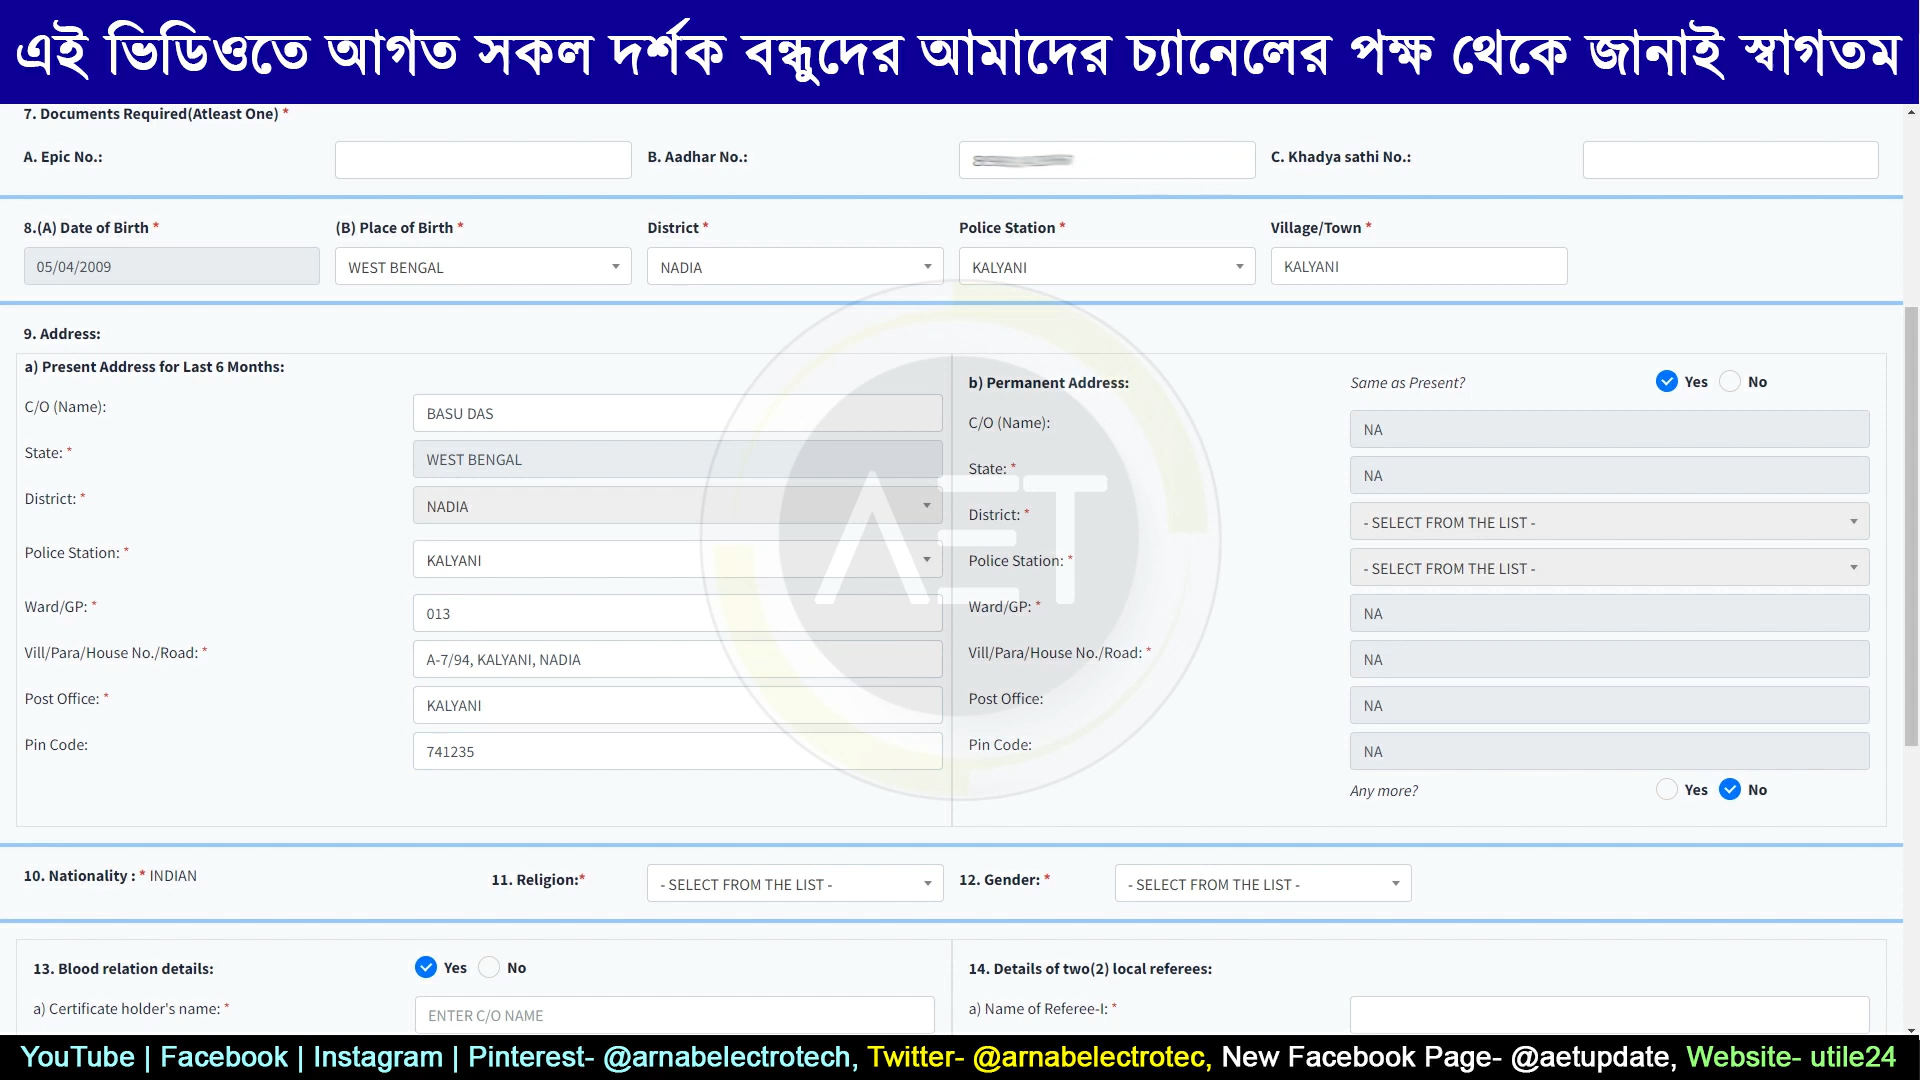 এই ভিডিওতে আগত সকল দর্শক বন্ধুদের আমাদের চ্যানেলের পক্ষ থেকে জানাই স্বাগতম
7. Documents Required(Atleast One) *
A. Epic No.: B. Aadhar No.: C. Khadya sathi No.:
8.(A) Date of Birth * (B) Place of Birth * District * Police Station * Village/Town *
05/04/2009 WEST BENGAL NADIA KALYANI KALYANI
9. Address:
a) Present Address for Last 6 Months:
C/O (Name): BASU DAS
State: * WEST BENGAL
District: * NADIA
Police Station: * KALYANI
Ward/GP: * 013
Vill/Para/House No./Road: * A-7/94, KALYANI, NADIA
Post Office: * KALYANI
Pin Code: 741235
b) Permanent Address: Same as Present? Yes No
C/O (Name): NA
State: * NA
District: * - SELECT FROM THE LIST -
Police Station: * - SELECT FROM THE LIST -
Ward/GP: * NA
Vill/Para/House No./Road: * NA
Post Office: NA
Pin Code: NA
Any more? Yes No
AET
10. Nationality : * INDIAN 11. Religion:* - SELECT FROM THE LIST - 12. Gender: * - SELECT FROM THE LIST -
13. Blood relation details: Yes No
a) Certificate holder's name: * ENTER C/O NAME
14. Details of two(2) local referees:
a) Name of Referee-I: *
YouTube | Facebook | Instagram | Pinterest- @arnabelectrotech, Twitter- @arnabelectrotec, New Facebook Page- @aetupdate, Website- utile24